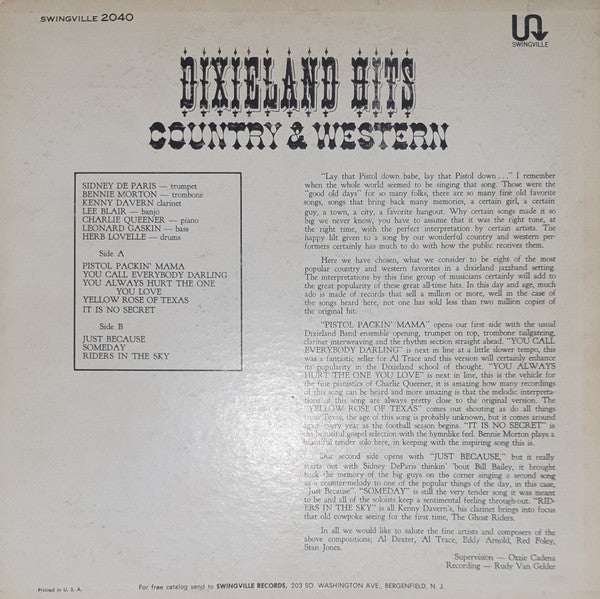 SWINGVILLE 2040
SWINGVILLE
DIXIELAND HITS
COUNTRY & WESTERN
SIDNEY DE PARIS — trumpet
BENNIE MORTON — trombone
KENNY DAVERN clarinet
LEE BLAIR — banjo
CHARLIE QUEENER — piano
LEONARD GASKIN — bass
HERB LOVELLE — drums
Side A
PISTOL PACKIN' MAMA
YOU CALL EVERYBODY DARLING
YOU ALWAYS HURT THE ONE
YOU LOVE
YELLOW ROSE OF TEXAS
IT IS NO SECRET
Side B
JUST BECAUSE
SOMEDAY
RIDERS IN THE SKY
"Lay that Pistol down babe, lay that Pistol down . . ." I remember
when the whole world seemed to be singing that song. Those were the
"good old days" for so many folks, there are so many fine old favorite
songs, songs that bring back many memories, a certain girl, a certain
guy, a town, a city, a favorite hangout. Why certain songs made it so
big we never know, you have to assume that it was the right tune, at
the right time, with the perfect interpretation by certain artists. The
happy lilt given to a song by our wonderful country and western per-
formers certainly has much to do with how the public receives them.
Here we have chosen, what we consider to be eight of the most
popular country and western favorites in a dixieland jazzband setting.
The interpretations by this fine group of musicians certainly will add to
the great popularity of these great all-time hits. In this day and age, much
ado is made of records that sell a million or more, well in the case of
the songs heard here, not one has sold less than two million copies of
the original hit.
"PISTOL PACKIN' MAMA" opens our first side with the usual
Dixieland Band ensemble opening, trumpet on top, trombone tailgateing,
clarinet interweaving and the rhythm section straight ahead. "YOU CALL
EVERYBODY DARLING" is next in line at a little slower tempo, this
was a fantastic seller for Al Trace and this version will certainly enhance
its popularity in the Dixieland school of thought. "YOU ALWAYS
HURT THE ONE YOU LOVE" is next in line, this is the vehicle for
the fine pianistics of Charlie Queener, it is amazing how many recordings
of this song can be heard and more amazing is that the melodic interpreta-
tions of this song are always pretty close to the original version. The
"YELLOW ROSE OF TEXAS" comes out shouting as do all things
Texas, the age of this song is probably unknown, but it comes around
every year as the football season begins. "IT IS NO SECRET" is
beautiful gospel selection with the hymnlike feel. Bennie Morton plays a
beautiful tender solo here, in keeping with the inspiring song this is.
Our second side opens with "JUST BECAUSE," but it really
starts out with Sidney DeParis thinkin' 'bout Bill Bailey, it brought
back the memory of the big guys on the corner singing a second song
as a counter-melody to one of the popular things of the day, in this case,
"Just Because". "SOMEDAY" is still the very tender song it was meant
to be and all of the soloists keep a sentimental feeling through-out. "RID-
ERS IN THE SKY" is all Kenny Davern's, his clarinet brings into focus
that old cowpoke seeing for the first time, The Ghost Riders.
In all we would like to salute the fine artists and composers of the
above compositions; Al Dexter, Al Trace, Eddy Arnold, Red Foley,
Stan Jones.
Supervision — Ozzie Cadena
Recording — Rudy Van Gelder
Printed in U. S. A.
For free catalog send to SWINGVILLE RECORDS, 203 SO. WASHINGTON AVE., BERGENFIELD, N. J.